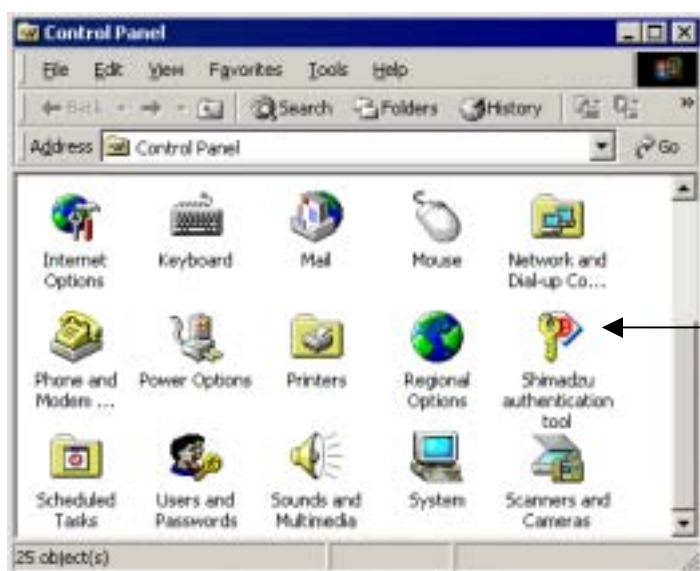 Control Panel
File Edit View Favorites Tools Help
Back Search Folders History »
Address Control Panel Go
Internet Options
Keyboard
Mail
Mouse
Network and Dial-up Co...
Phone and Modem ...
Power Options
Printers
Regional Options
Shimadzu authentication tool
Scheduled Tasks
Users and Passwords
Sounds and Multimedia
System
Scanners and Cameras
25 object(s)